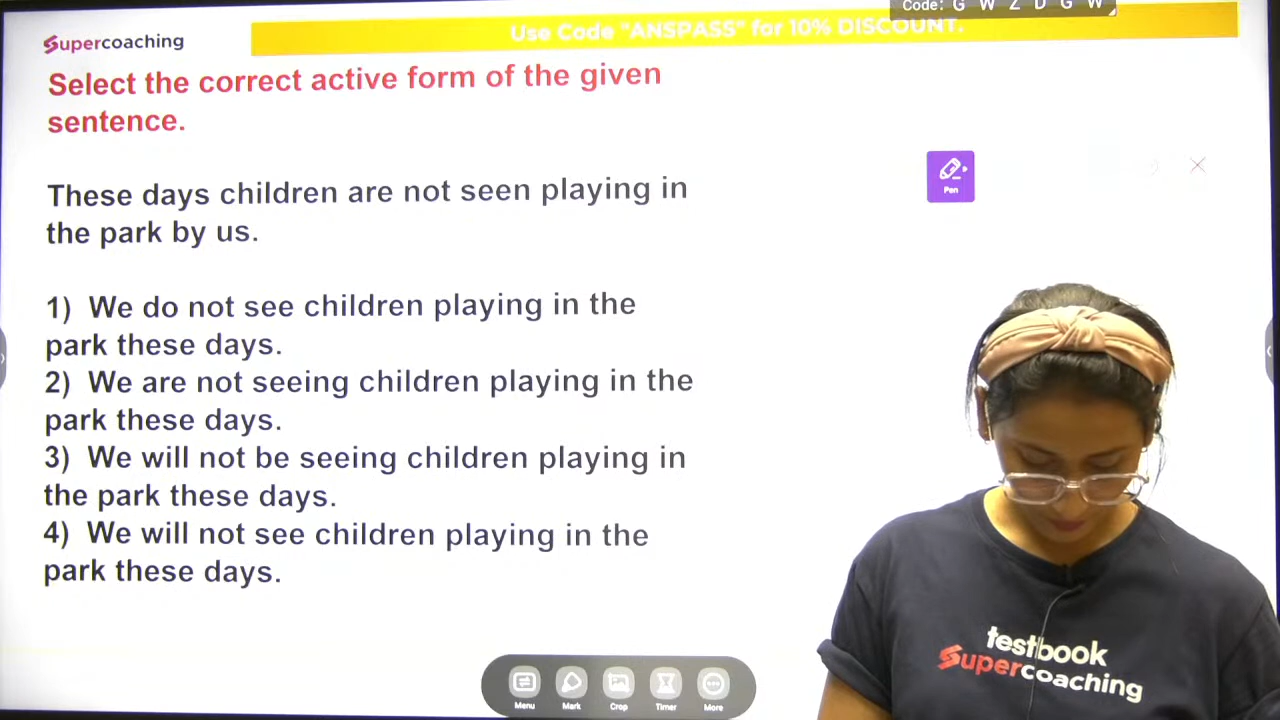 Code: G W Z D G W
Supercoaching
Use Code "ANSPASS" for 10% DISCOUNT.
Select the correct active form of the given
sentence.
Pen
These days children are not seen playing in
the park by us.
1) We do not see children playing in the
park these days.
2) We are not seeing children playing in the
park these days.
3) We will not be seeing children playing in
the park these days.
4) We will not see children playing in the
park these days.
testbook
Supercoaching
Menu Mark Crop Timer More